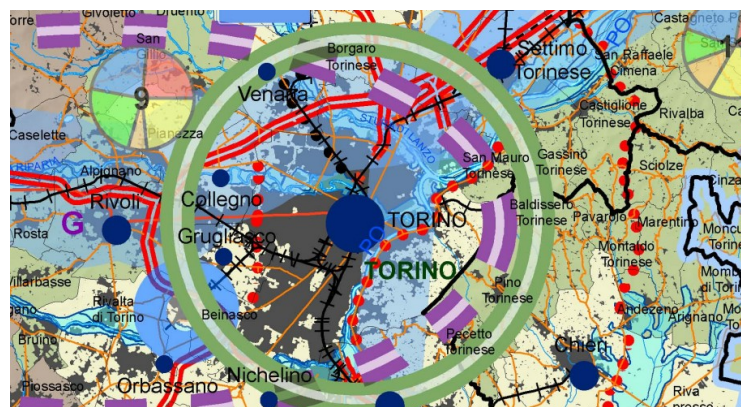 Givoletto
Druento
Castagneto Po
San
Gillio
Borgaro
Torinese
Settimo
Torinese
PO
San Raffaele
Cimena
9
Venaria
Castiglione
Torinese
Rivalba
Caselette
Pianezza
STURA DI LANZO
RIPARIA
Alpignano
San Mauro
Torinese
Gassino
Torinese
Sciolze
Rivoli
Collegno
G
Rosta
TORINO
Baldissero
Torinese
Pavarolo
Marentino
Grugliasco
PO
Montaldo
Torinese
TORINO
Villarbasse
Pino
Torinese
Rivalta
di Torino
Beinasco
Andezeno
Arignano
Bruino
Pecetto
Torinese
Chieri
Piossasco
Orbassano
Nichelino
Riva
presso